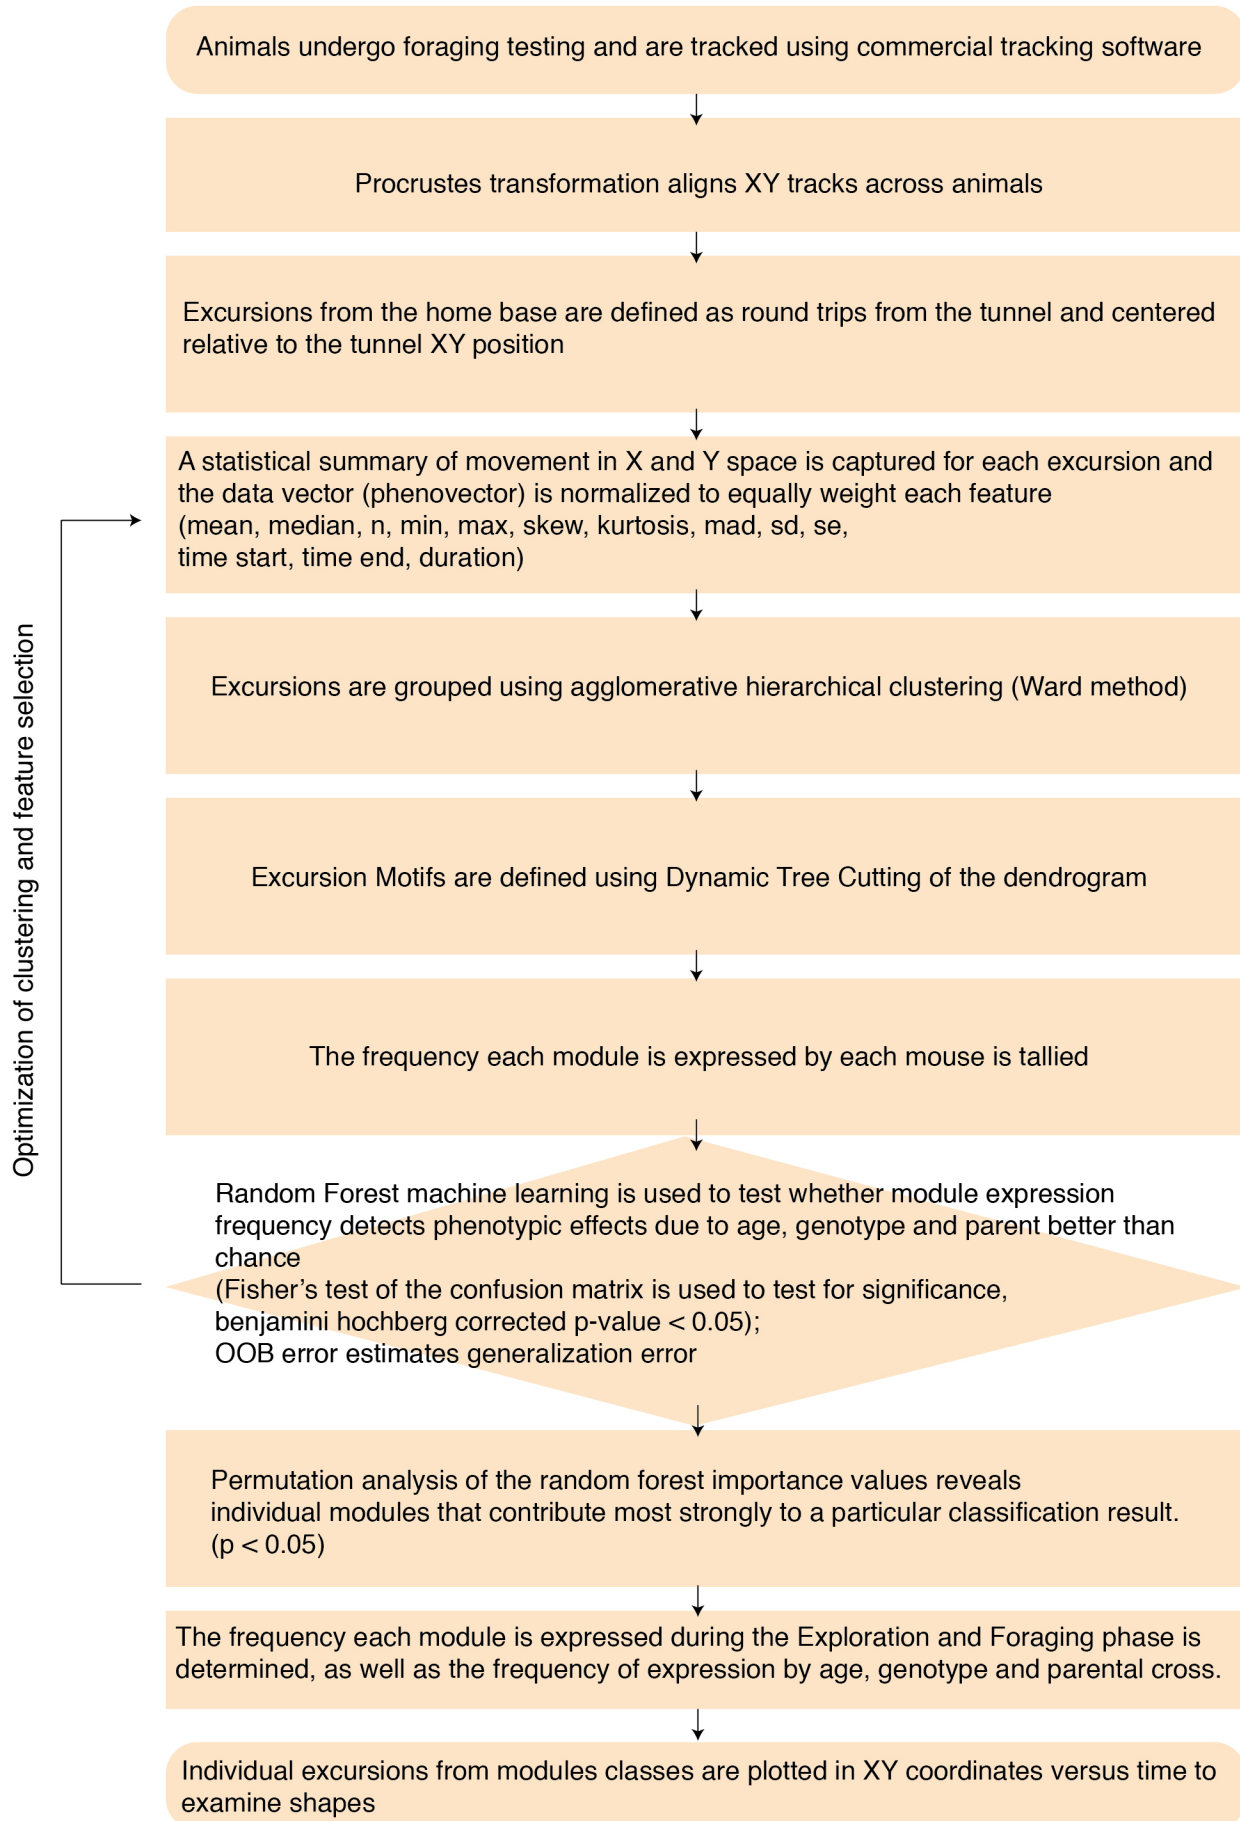 Animals undergo foraging testing and are tracked using commercial tracking software
Procrustes transformation aligns XY tracks across animals
Excursions from the home base are defined as round trips from the tunnel and centered
relative to the tunnel XY position
A statistical summary of movement in X and Y space is captured for each excursion and
the data vector (phenovector) is normalized to equally weight each feature
(mean, median, n, min, max, skew, kurtosis, mad, sd, se,
time start, time end, duration)
Excursions are grouped using agglomerative hierarchical clustering (Ward method)
Excursion Motifs are defined using Dynamic Tree Cutting of the dendrogram
The frequency each module is expressed by each mouse is tallied
Random Forest machine learning is used to test whether module expression
frequency detects phenotypic effects due to age, genotype and parent better than
chance
(Fisher’s test of the confusion matrix is used to test for significance,
benjamini hochberg corrected p-value < 0.05);
OOB error estimates generalization error
Optimization of clustering and feature selection
Permutation analysis of the random forest importance values reveals
individual modules that contribute most strongly to a particular classification result.
(p < 0.05)
The frequency each module is expressed during the Exploration and Foraging phase is
determined, as well as the frequency of expression by age, genotype and parental cross.
Individual excursions from modules classes are plotted in XY coordinates versus time to
examine shapes